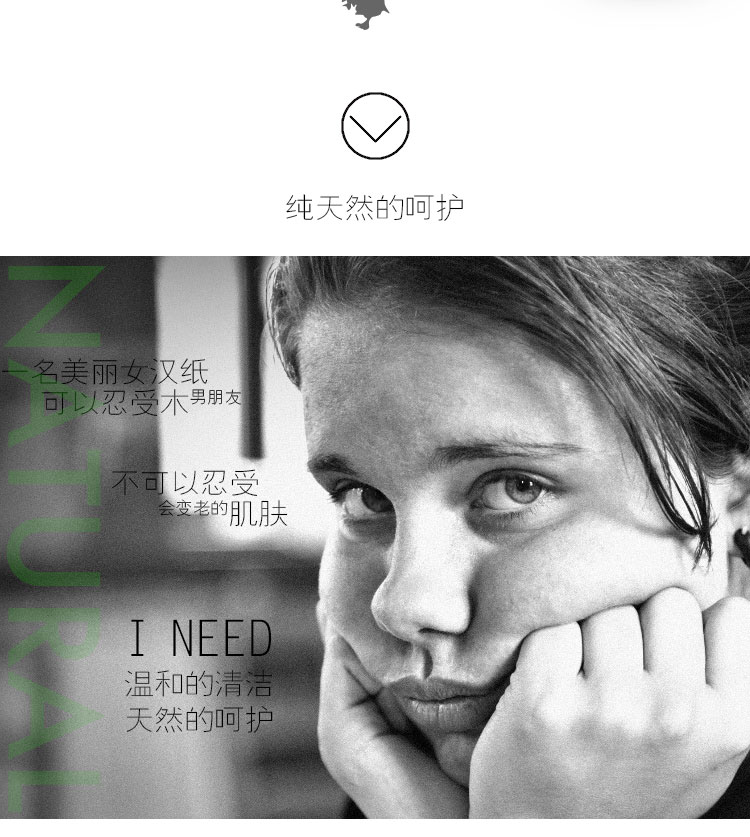 纯天然的呵护
NATURAL
一名美丽女汉纸
可以忍受木男朋友
不可以忍受
会变老的肌肤
I NEED
温和的清洁
天然的呵护